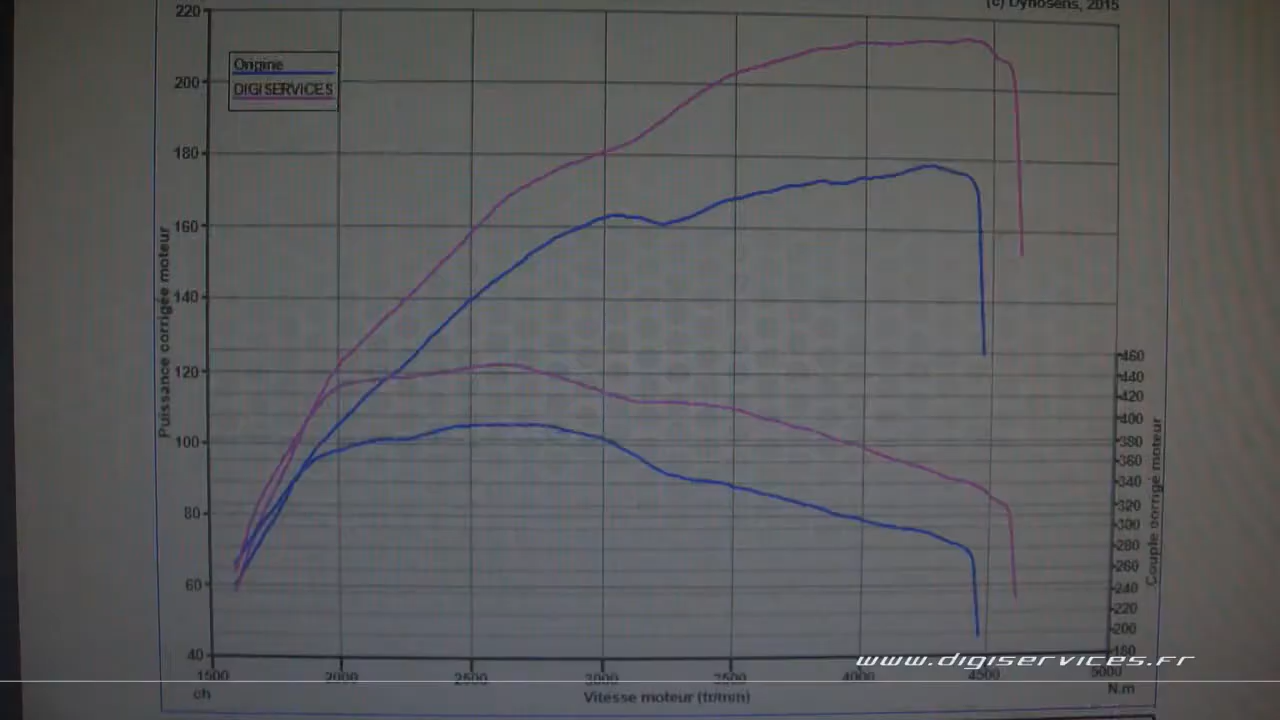 (c) Dynosens, 2015
220
Origine
DIGISERVICES
200
180
160
140
120
100
80
60
40
Puissance corrigée moteur
460
440
420
400
380
360
340
320
300
280
260
240
220
200
180
Couple corrigé moteur
1500 2000 2500 3000 3500 4000 4500 5000
ch
Vitesse moteur (tr/min)
N.m
www.digiservices.fr